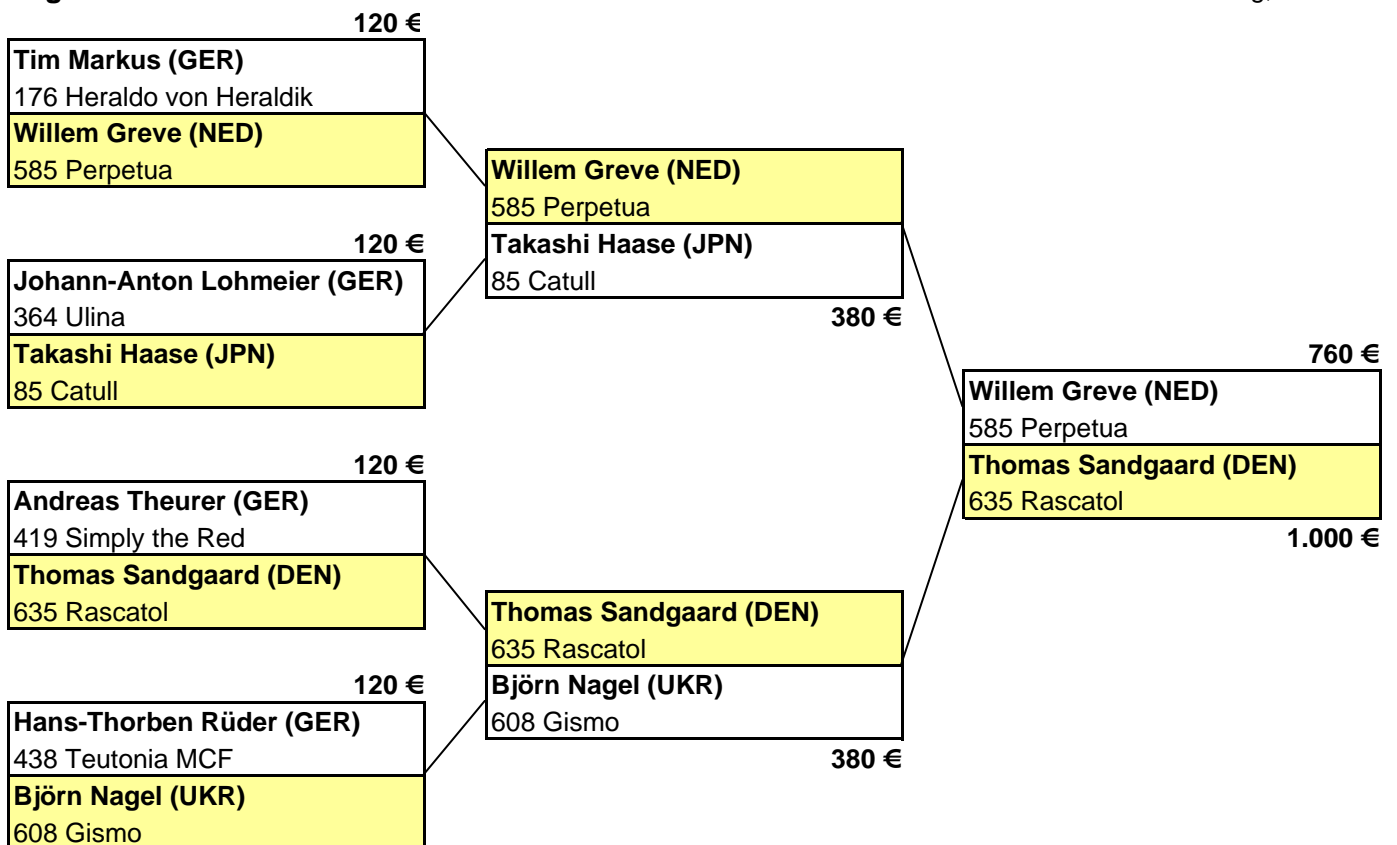 120 €
Tim Markus (GER)
176 Heraldo von Heraldik
Willem Greve (NED)
585 Perpetua
120 €
Johann-Anton Lohmeier (GER)
364 Ulina
Takashi Haase (JPN)
85 Catull
120 €
Andreas Theurer (GER)
419 Simply the Red
Thomas Sandgaard (DEN)
635 Rascatol
120 €
Hans-Thorben Rüder (GER)
438 Teutonia MCF
Björn Nagel (UKR)
608 Gismo
Willem Greve (NED)
585 Perpetua
Takashi Haase (JPN)
85 Catull
380 €
Thomas Sandgaard (DEN)
635 Rascatol
Björn Nagel (UKR)
608 Gismo
380 €
760 €
Willem Greve (NED)
585 Perpetua
Thomas Sandgaard (DEN)
635 Rascatol
1.000 €